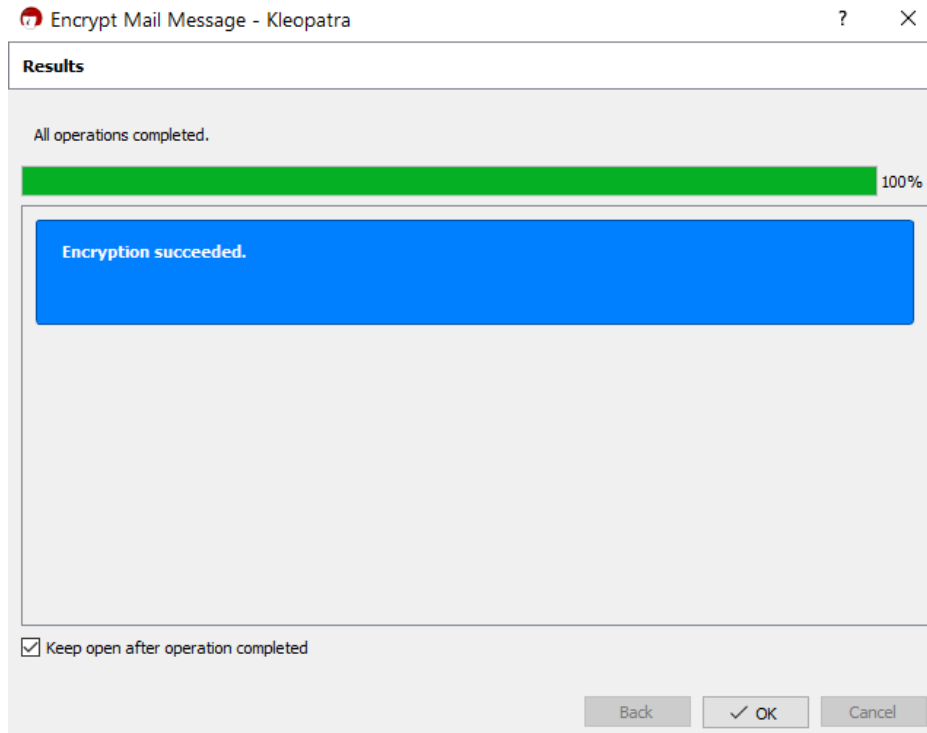 Encrypt Mail Message - Kleopatra ?
Results
All operations completed.
100%
Encryption succeeded.
Keep open after operation completed
Back OK Cancel